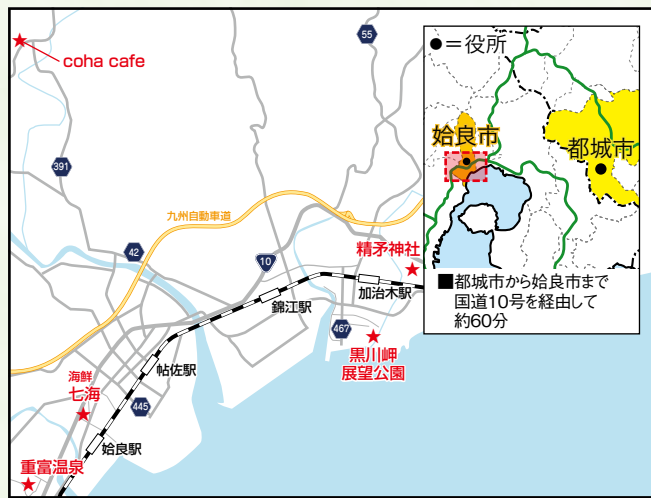 coha cafe
55
43
●=役所
391
九州自動車道
42
10
精矛神社
加治木駅
錦江駅
467
黒川岬
展望公園
帖佐駅
海鮮
七海
445
姶良駅
重富温泉
姶良市
都城市
■都城市から姶良市まで
国道10号を経由して
約60分